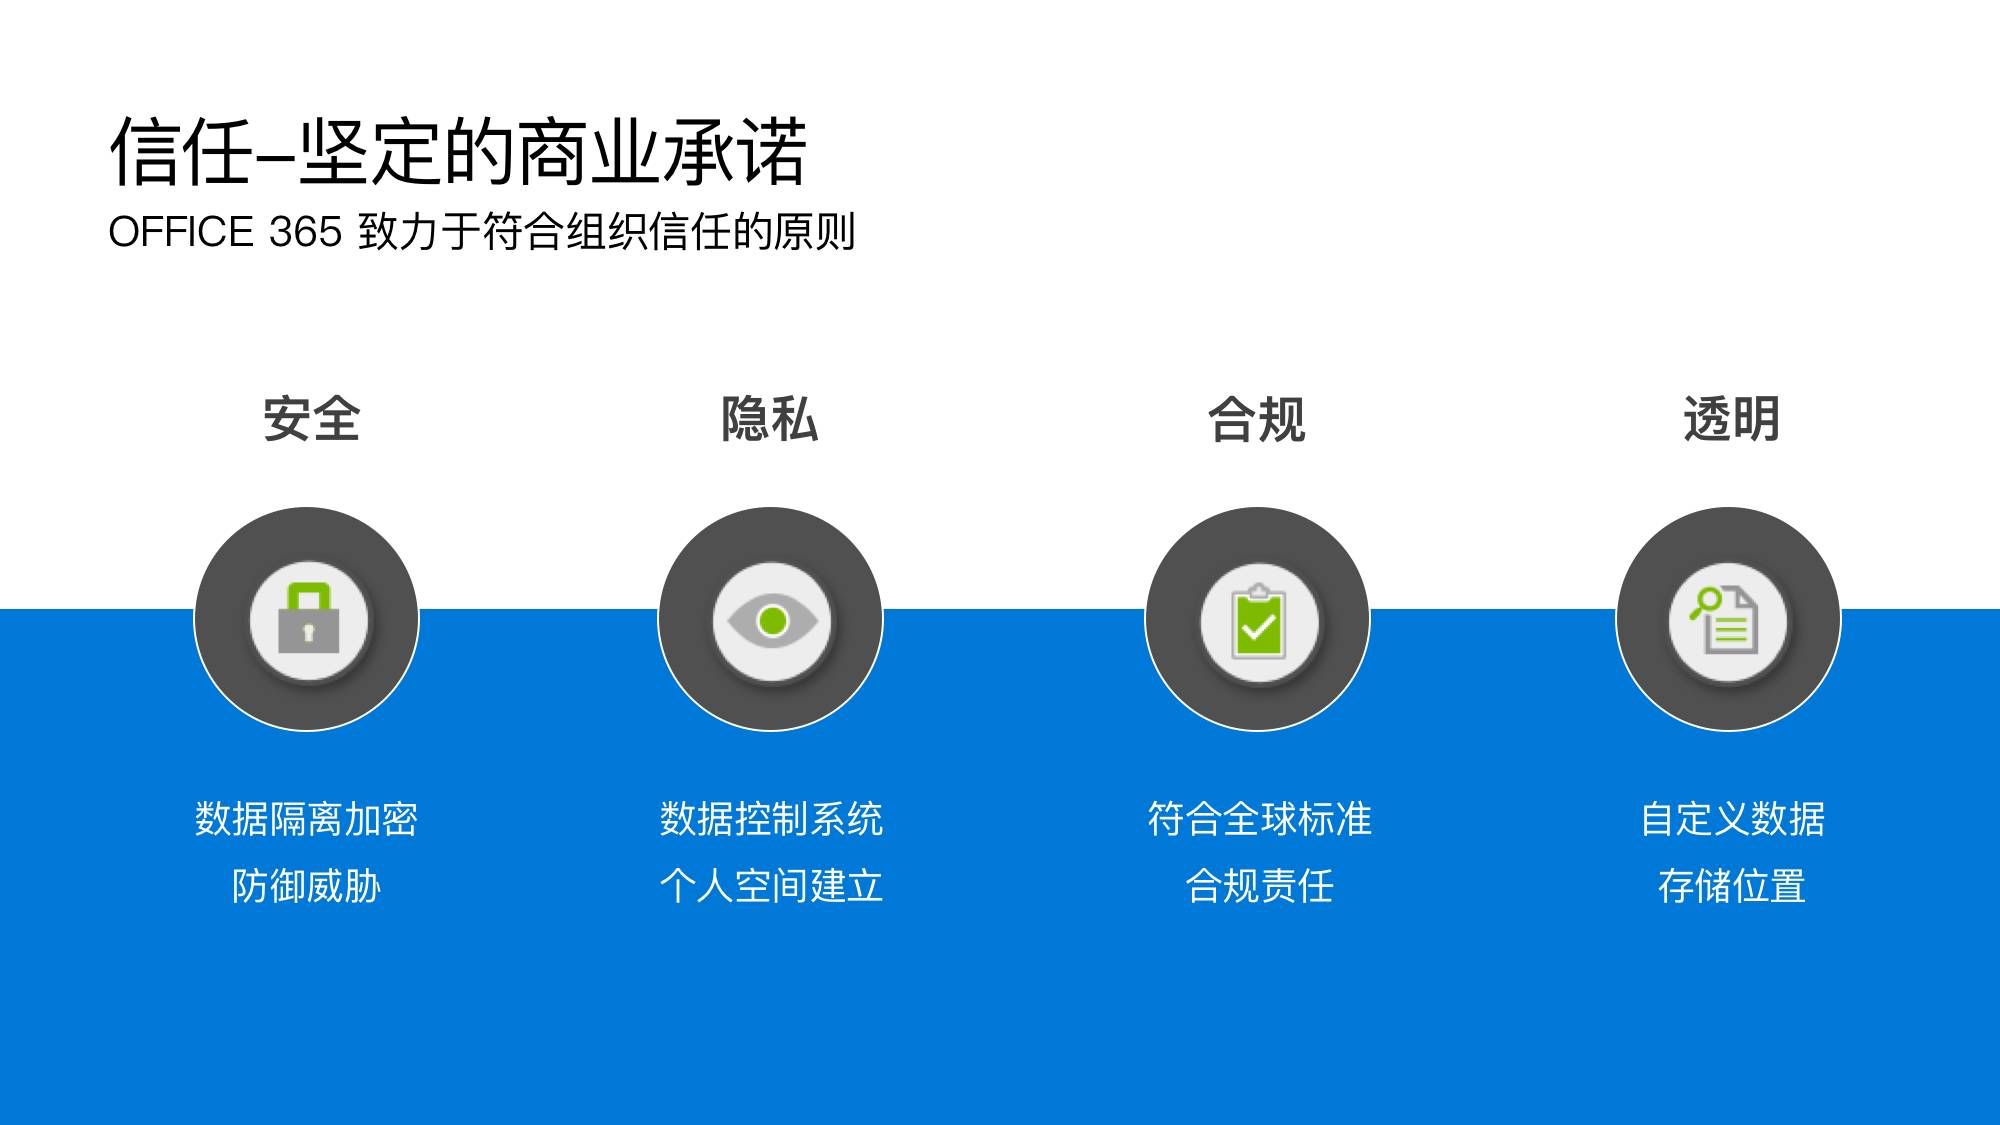 信任–坚定的商业承诺
OFFICE 365 致力于符合组织信任的原则
安全
隐私
合规
透明
数据隔离加密
防御威胁
数据控制系统
个人空间建立
符合全球标准
合规责任
自定义数据
存储位置